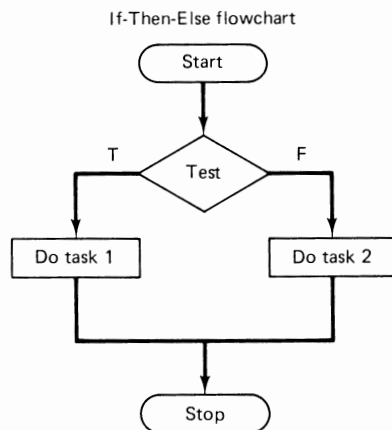 If-Then-Else flowchart
Start
T
F
Test
Do task 1
Do task 2
Stop